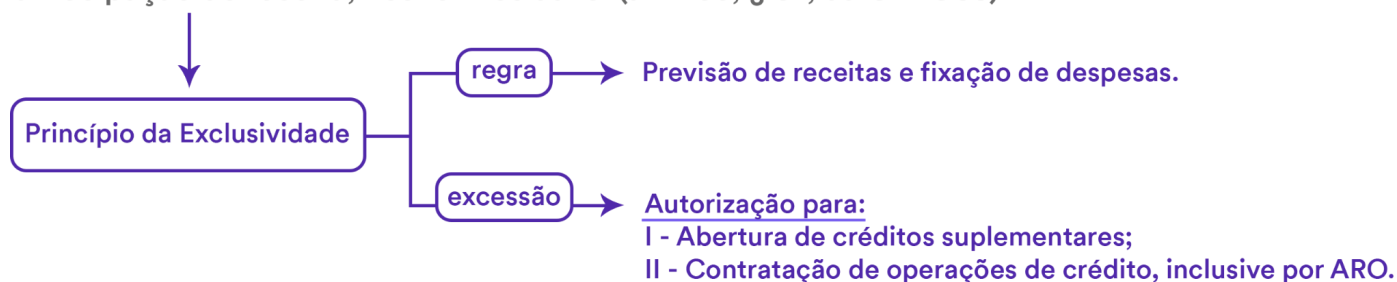 regra
Previsão de receitas e fixação de despesas.
Princípio da Exclusividade
excessão
Autorização para:
I - Abertura de créditos suplementares;
II - Contratação de operações de crédito, inclusive por ARO.